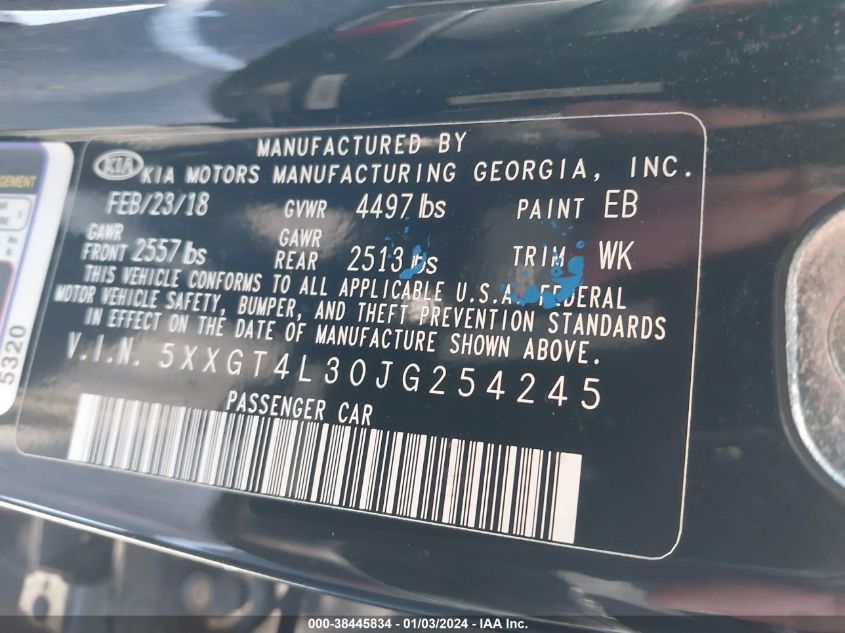 MANUFACTURED BY
KIA KIA MOTORS MANUFACTURING GEORGIA, INC.
FEB/23/18 GVWR 4497 lbs PAINT EB
GAWR FRONT 2557 lbs GAWR REAR 2513 lbs TRIM WK
THIS VEHICLE CONFORMS TO ALL APPLICABLE U.S.A. FEDERAL
MOTOR VEHICLE SAFETY, BUMPER, AND THEFT PREVENTION STANDARDS
IN EFFECT ON THE DATE OF MANUFACTURE SHOWN ABOVE.
V.I.N. 5XXGT4L30JG254245
PASSENGER CAR
5320
000-38445834 - 01/03/2024 - IAA, Inc.